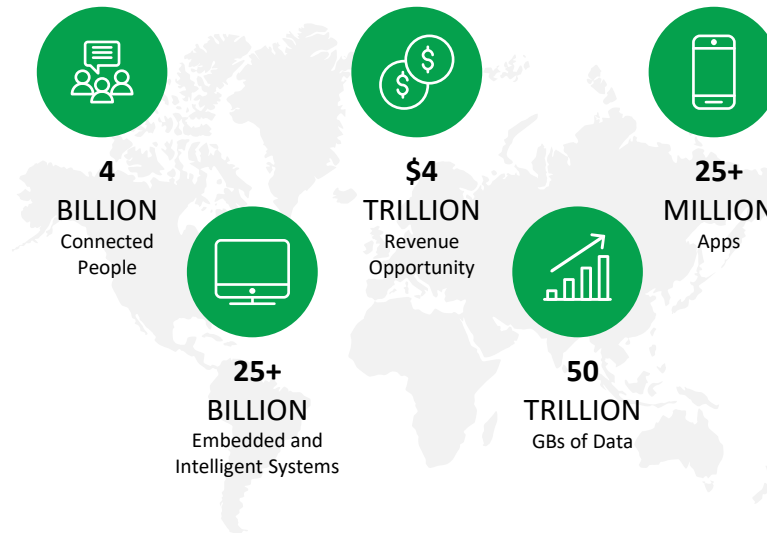 4
BILLION
Connected
People
$4
TRILLION
Revenue
Opportunity
25+
MILLION
Apps
25+
BILLION
Embedded and
Intelligent Systems
50
TRILLION
GBs of Data